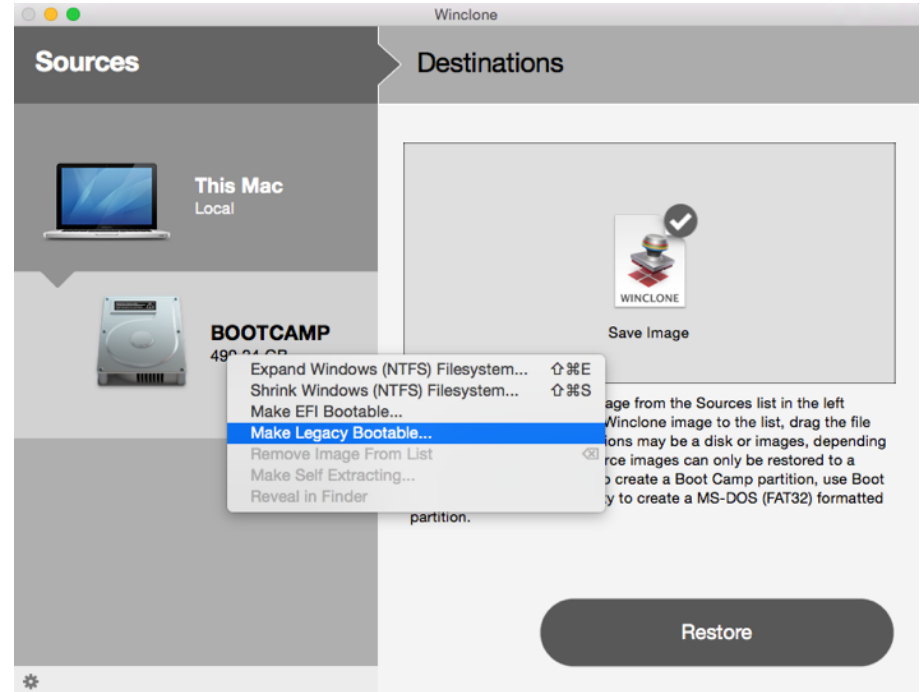 Winclone
Sources
Destinations
This Mac
Local
WINCLONE
Save Image
BOOTCAMP
Expand Windows (NTFS) Filesystem... ⇧⌘E
Shrink Windows (NTFS) Filesystem... ⇧⌘S
Make EFI Bootable...
Make Legacy Bootable...
Remove Image From List ⌫
Make Self Extracting...
Reveal in Finder
age from the Sources list in the left
Winclone image to the list, drag the file
ions may be a disk or images, depending
rce images can only be restored to a
create a Boot Camp partition, use Boot
to create a MS-DOS (FAT32) formatted
partition.
Restore